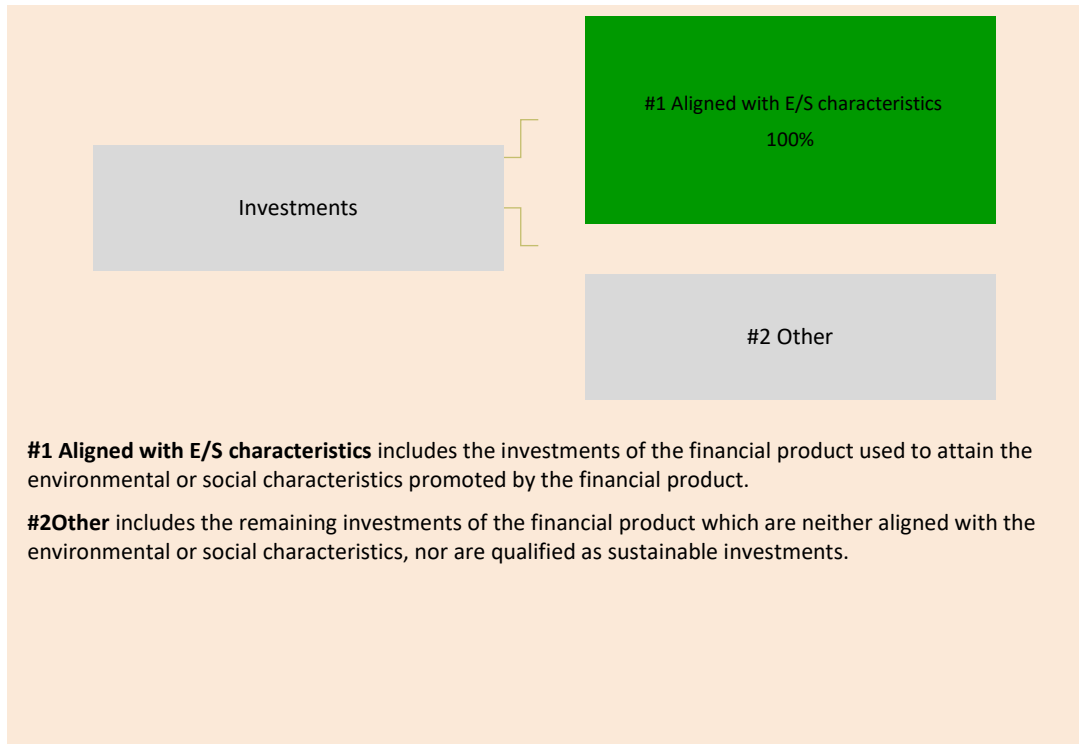 #1 Aligned with E/S characteristics
100%
Investments
#2 Other
#1 Aligned with E/S characteristics includes the investments of the financial product used to attain the
environmental or social characteristics promoted by the financial product.
#2Other includes the remaining investments of the financial product which are neither aligned with the
environmental or social characteristics, nor are qualified as sustainable investments.